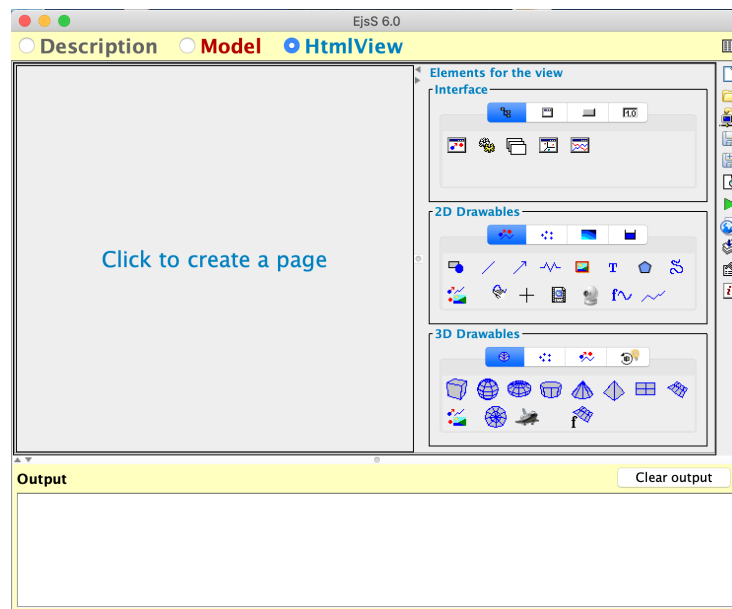 EjsS 6.0
Description Model HtmlView
Elements for the view
Interface
1.0
2D Drawables
T
f
Click to create a page
3D Drawables
f
Output
Clear output